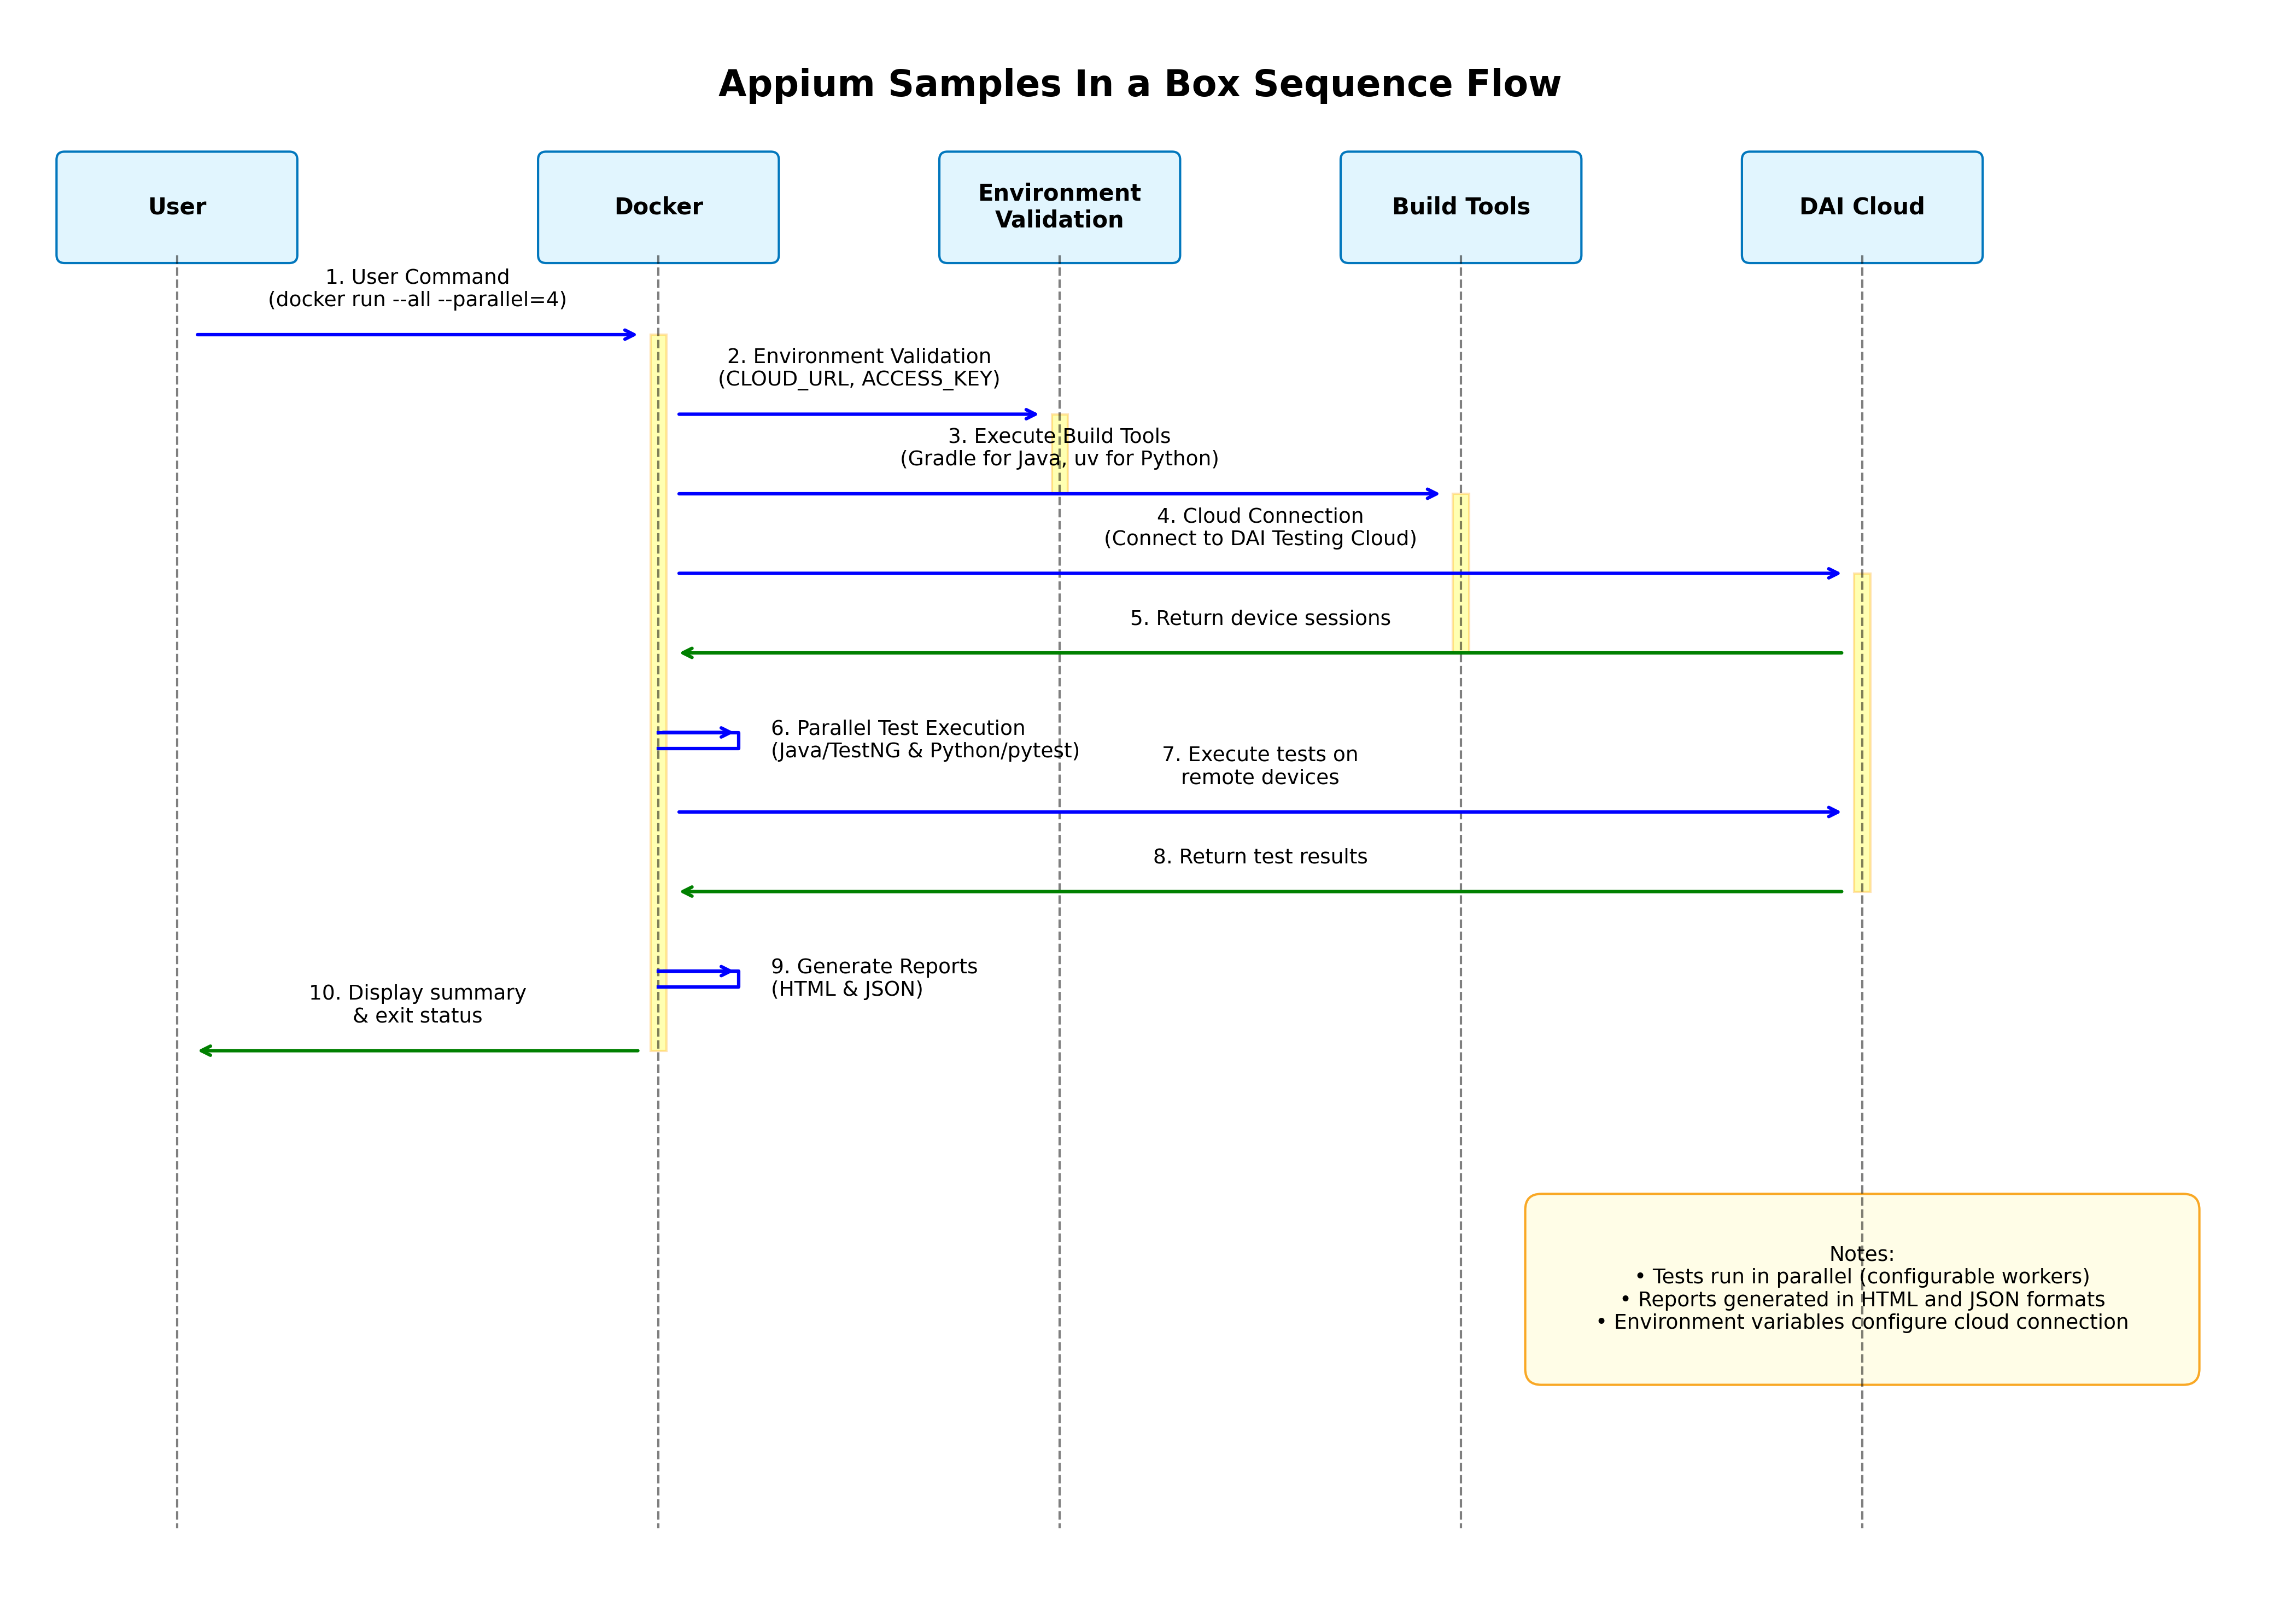 Appium Samples In a Box Sequence Flow
User
Docker
Environment
Validation
Build Tools
DAI Cloud
1. User Command
(docker run --all --parallel=4)
2. Environment Validation
(CLOUD_URL, ACCESS_KEY)
3. Execute Build Tools
(Gradle for Java, uv for Python)
4. Cloud Connection
(Connect to DAI Testing Cloud)
5. Return device sessions
6. Parallel Test Execution
(Java/TestNG & Python/pytest)
7. Execute tests on
remote devices
8. Return test results
9. Generate Reports
(HTML & JSON)
10. Display summary
& exit status
Notes:
• Tests run in parallel (configurable workers)
• Reports generated in HTML and JSON formats
• Environment variables configure cloud connection